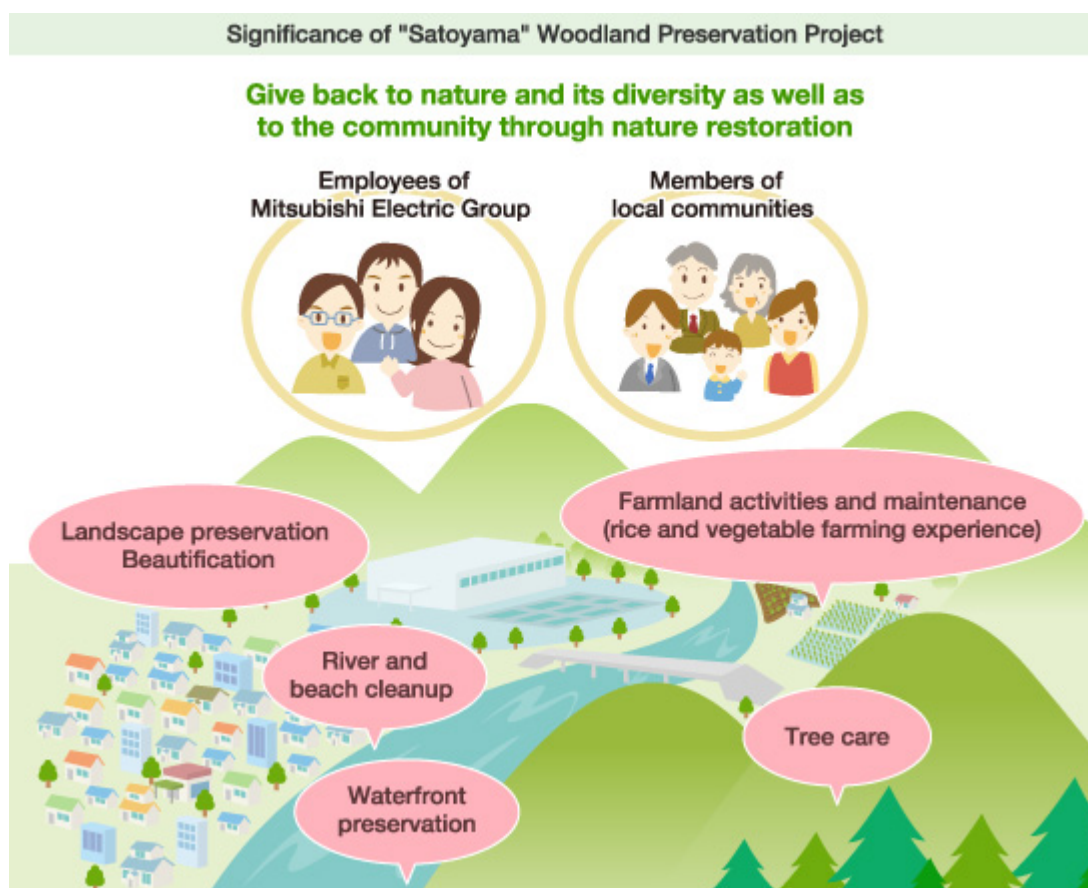 Significance of "Satoyama" Woodland Preservation Project
Give back to nature and its diversity as well as
to the community through nature restoration
Employees of
Mitsubishi Electric Group
Members of
local communities
Landscape preservation
Beautification
Farmland activities and maintenance
(rice and vegetable farming experience)
River and
beach cleanup
Tree care
Waterfront
preservation